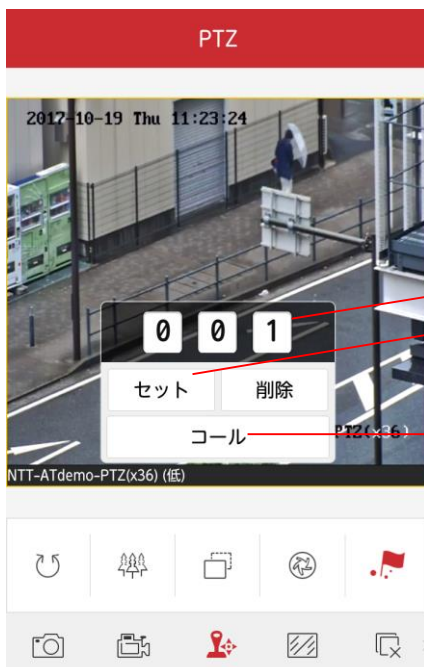 PTZ
2017-10-19 Thu 11:23:24
0 0 1
セット 削除
コール
PTZ(x36)
NTT-ATdemo-PTZ(x36) (低)